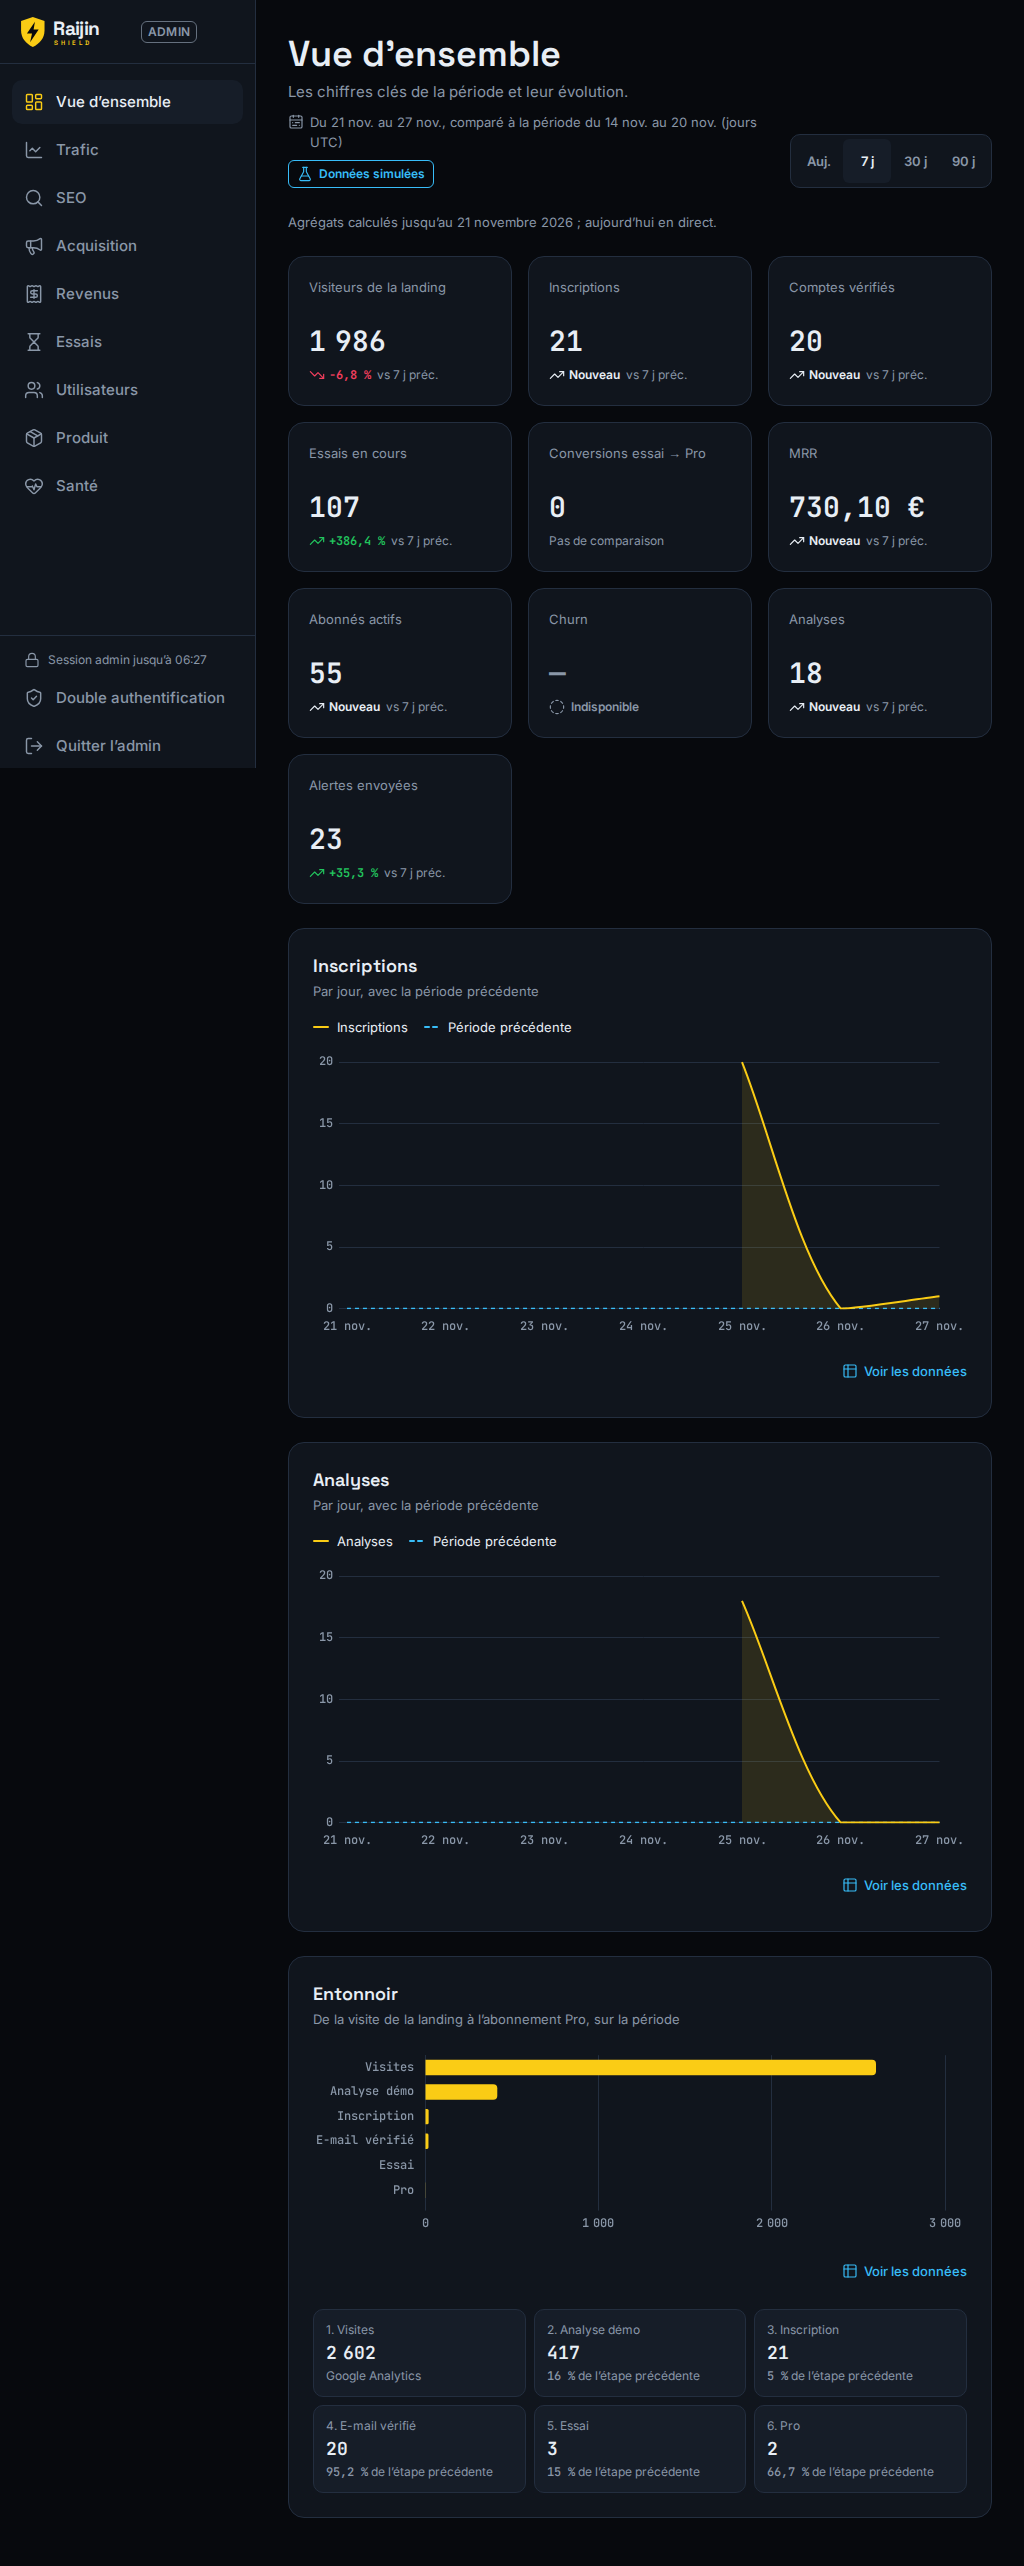 Raijin
SHIELD
ADMIN
Vue d’ensemble
Trafic
SEO
Acquisition
Revenus
Essais
Utilisateurs
Produit
Santé
Session admin jusqu’à 06:27
Double authentification
Quitter l’admin
Vue d’ensemble
Les chiffres clés de la période et leur évolution.
Du 21 nov. au 27 nov., comparé à la période du 14 nov. au 20 nov. (jours
UTC)
Données simulées
Auj. 7 j 30 j 90 j
Agrégats calculés jusqu’au 21 novembre 2026 ; aujourd’hui en direct.
Visiteurs de la landing
1 986
-6,8 % vs 7 j préc.
Inscriptions
21
Nouveau vs 7 j préc.
Comptes vérifiés
20
Nouveau vs 7 j préc.
Essais en cours
107
+386,4 % vs 7 j préc.
Conversions essai → Pro
0
Pas de comparaison
MRR
730,10 €
Nouveau vs 7 j préc.
Abonnés actifs
55
Nouveau vs 7 j préc.
Churn
—
Indisponible
Analyses
18
Nouveau vs 7 j préc.
Alertes envoyées
23
+35,3 % vs 7 j préc.
Inscriptions
Par jour, avec la période précédente
Inscriptions Période précédente
20
15
10
5
0
21 nov. 22 nov. 23 nov. 24 nov. 25 nov. 26 nov. 27 nov.
Voir les données
Analyses
Par jour, avec la période précédente
Analyses Période précédente
20
15
10
5
0
21 nov. 22 nov. 23 nov. 24 nov. 25 nov. 26 nov. 27 nov.
Voir les données
Entonnoir
De la visite de la landing à l’abonnement Pro, sur la période
Visites
Analyse démo
Inscription
E-mail vérifié
Essai
Pro
0 1 000 2 000 3 000
Voir les données
1. Visites
2 602
Google Analytics
2. Analyse démo
417
16 % de l’étape précédente
3. Inscription
21
5 % de l’étape précédente
4. E-mail vérifié
20
95,2 % de l’étape précédente
5. Essai
3
15 % de l’étape précédente
6. Pro
2
66,7 % de l’étape précédente